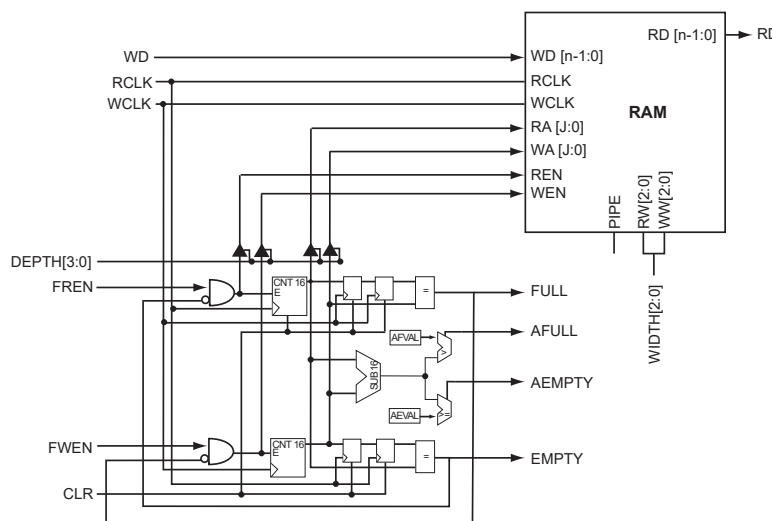 RD [n-1:0]
RD
WD
WD [n-1:0]
RCLK
RCLK
WCLK
WCLK
RAM
RA [J:0]
WA [J:0]
REN
WEN
PIPE
RW[2:0]
WW[2:0]
WIDTH[2:0]
DEPTH[3:0]
FREN
CNT 16
E
=
FULL
AFVAL
>
AFULL
SUB 16
AEMPTY
AEVAL
>=
FWEN
CNT 16
E
=
EMPTY
CLR